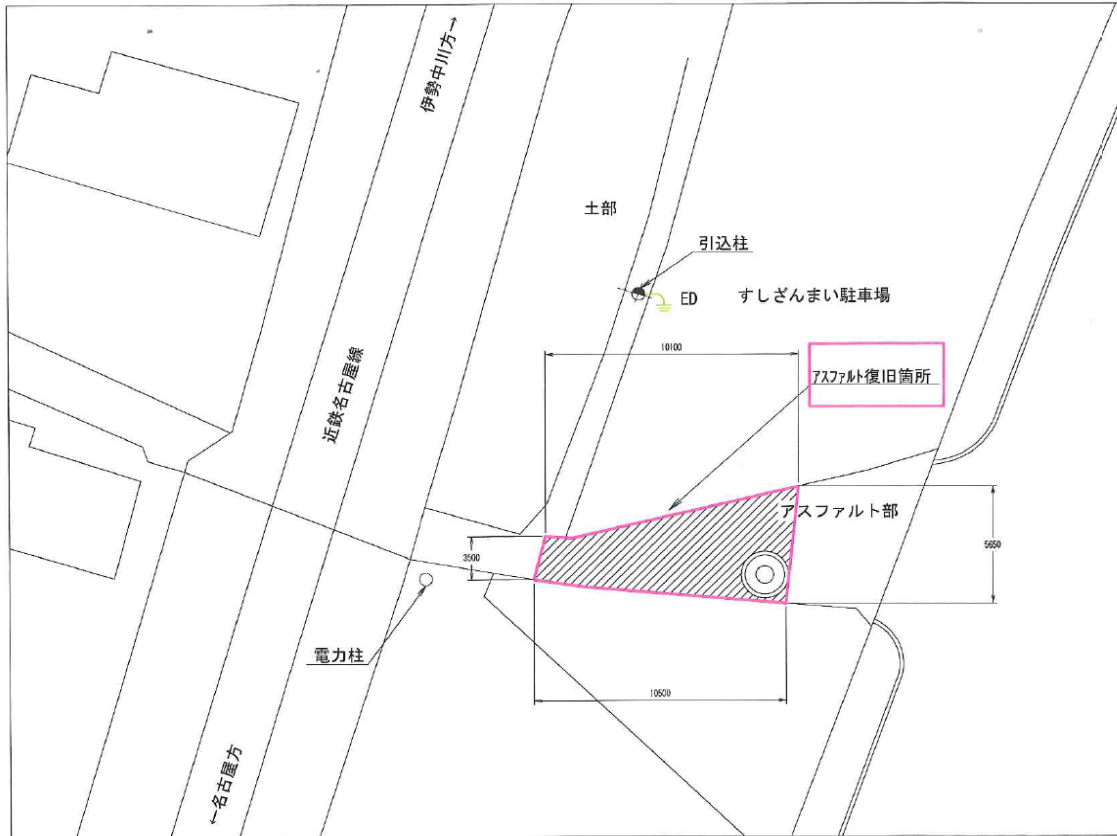 伊勢中川方→
土部
引込柱
ED
すしざんまい駐車場
10100
アスファルト復旧箇所
近鉄名古屋線
アスファルト部
3500
5650
電力柱
10500
←名古屋方